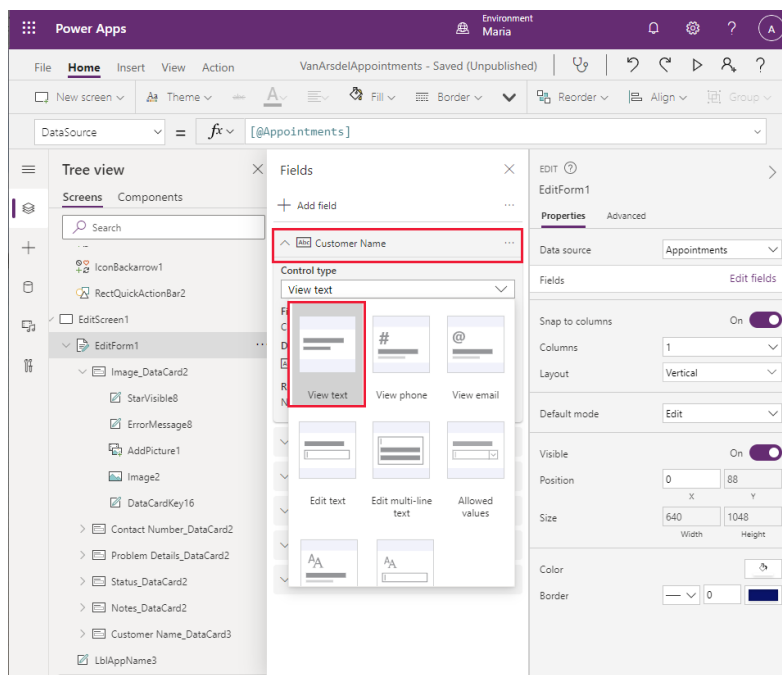 Power Apps
Environment
Maria
?
A
File Home Insert View Action
VanArsdelAppointments - Saved (Unpublished)
?
New screen
Theme
A
Fill
Border
Reorder
Align
Group
DataSource
=
fx
[@Appointments]
Tree view
Screens Components
Search
IconBackarrow1
RectQuickActionBar2
EditScreen1
EditForm1
...
Image_DataCard2
StarVisible8
ErrorMessage8
AddPicture1
Image2
DataCardKey16
Contact Number_DataCard2
Problem Details_DataCard2
Status_DataCard2
Notes_DataCard2
Customer Name_DataCard3
LblAppName3
Fields
Add field
...
Abc Customer Name
...
Control type
View text
View text
#
View phone
@
View email
Edit text
Edit multi-line
text
Allowed
values
AA
AA
EDIT ?
EditForm1
Properties Advanced
Data source
Appointments
Fields
Edit fields
Snap to columns
On
Columns
1
Layout
Vertical
Default mode
Edit
Visible
On
Position
0
88
X
Y
Size
640
1048
Width
Height
Color
Border
0